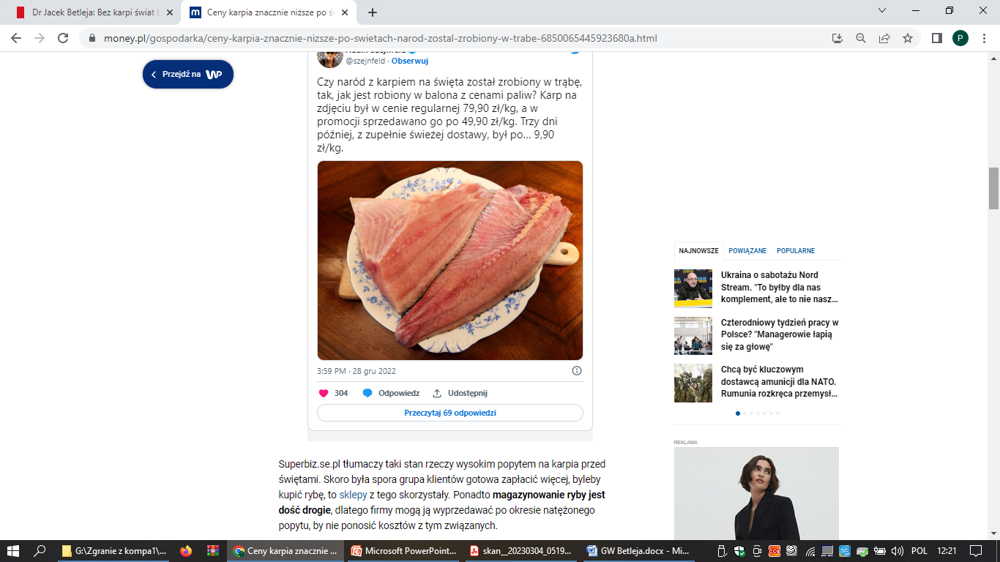 Dr Jacek Betleja: Bez karpi świat b
Ceny karpia znacznie niższe po św
money.pl/gospodarka/ceny-karpia-znacznie-nizsze-po-swietach-narod-zostal-zrobiony-w-trabe-6850065445923680a.html
P
Przejdź na
@szejnfeld · Obserwuj
Czy naród z karpiem na święta został zrobiony w trąbę,
tak, jak jest robiony w balona z cenami paliw? Karp na
zdjęciu był w cenie regularnej 79,90 zł/kg, a w
promocji sprzedawano go po 49,90 zł/kg. Trzy dni
później, z zupełnie świeżej dostawy, był po... 9,90
zł/kg.
3:59 PM · 28 gru 2022
304 Odpowiedz Udostępnij
Przeczytaj 69 odpowiedzi
Superbiz.se.pl tłumaczy taki stan rzeczy wysokim popytem na karpia przed
świętami. Skoro była spora grupa klientów gotowa zapłacić więcej, byleby
kupić rybę, to sklepy z tego skorzystały. Ponadto magazynowanie ryby jest
dość drogie, dlatego firmy mogą ją wyprzedawać po okresie natężonego
popytu, by nie ponosić kosztów z tym związanych.
NAJNOWSZE POWIĄZANE POPULARNE
Ukraina o sabotażu Nord
Stream. "To byłby dla nas
komplement, ale to nie nasz...
Czterodniowy tydzień pracy w
Polsce? "Managerowie łapią
się za głowę"
Chcą być kluczowym
dostawcą amunicji dla NATO.
Rumunia rozkręca przemysł...
REKLAMA
G:\Zgranie z kompa1\...
Ceny karpia znacznie ...
Microsoft PowerPoint...
skan__20230304_0519...
GW Betleja.docx - Mi...
POL
12:21